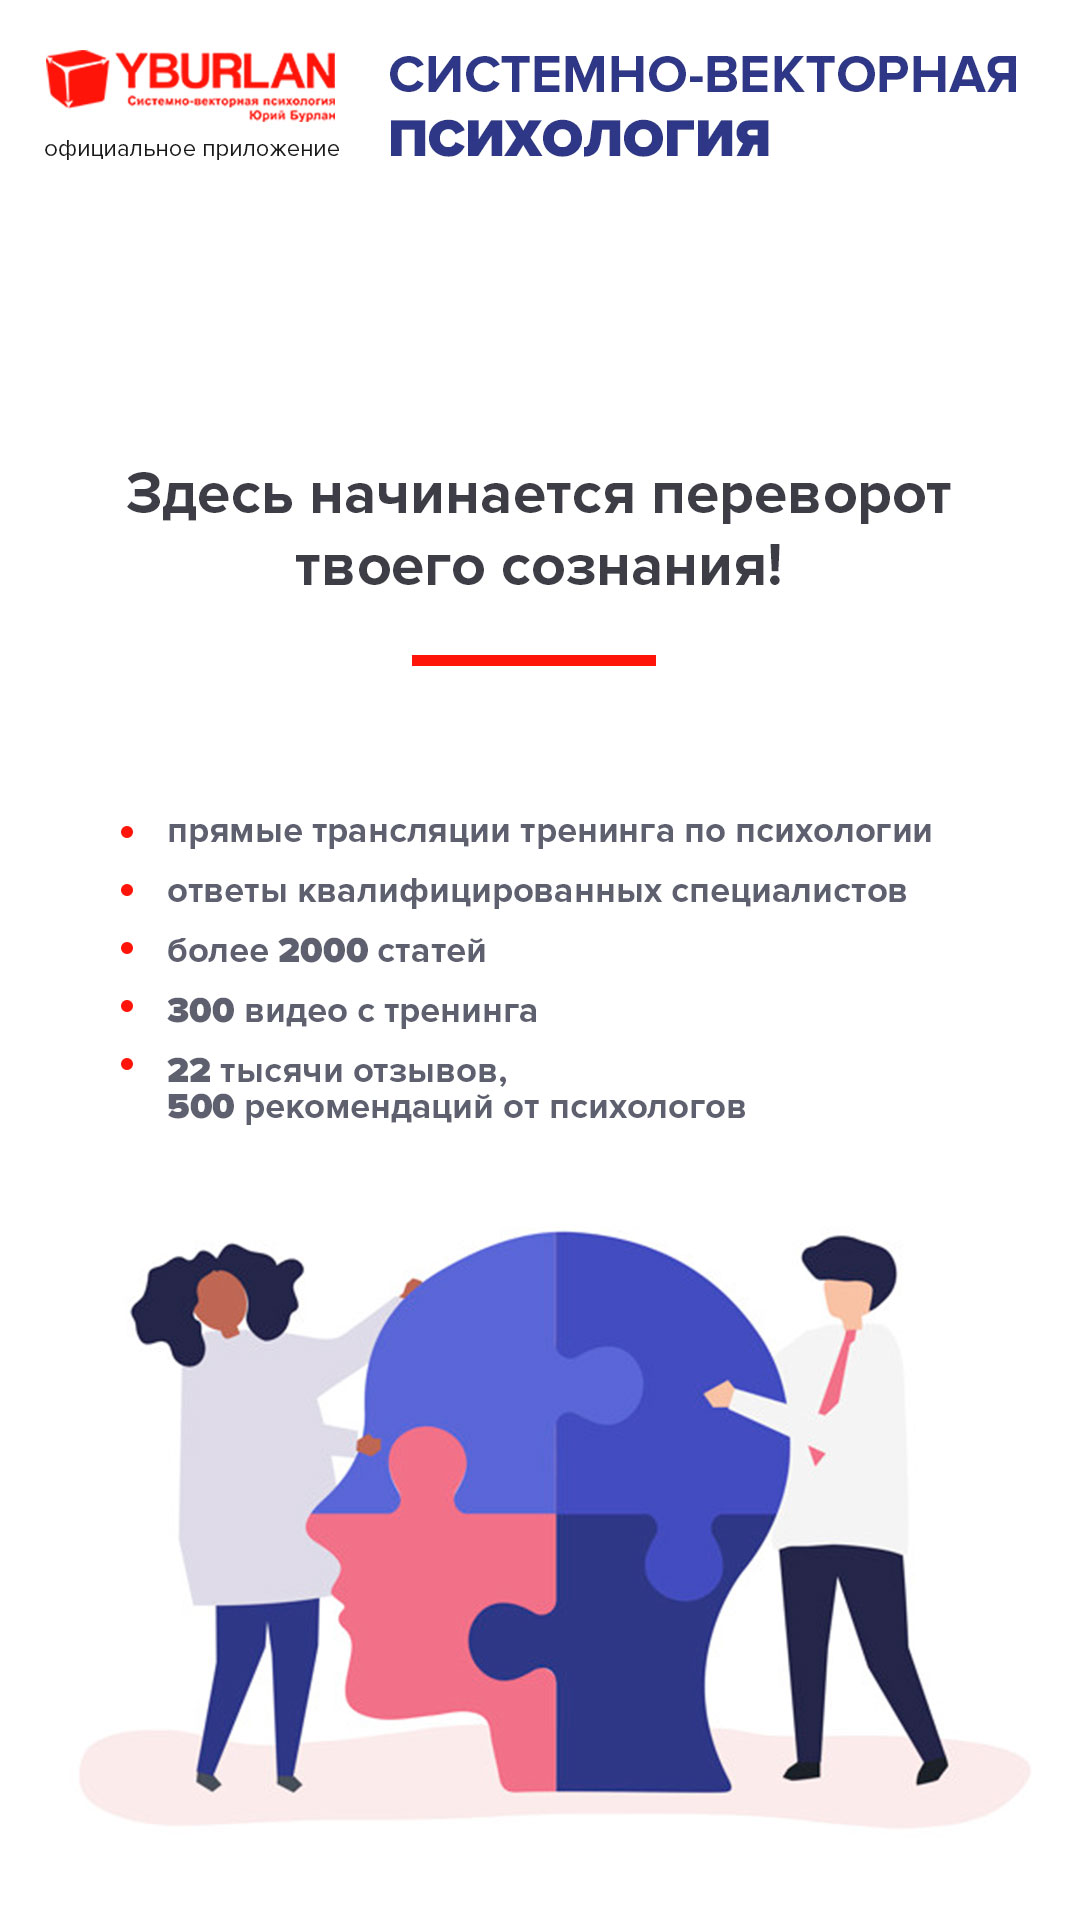 YBURLAN
Системно-векторная психология
Юрий Бурлан
официальное приложение
СИСТЕМНО-ВЕКТОРНАЯ
ПСИХОЛОГИЯ
Здесь начинается переворот
твоего сознания!
прямые трансляции тренинга по психологии
ответы квалифицированных специалистов
более 2000 статей
300 видео с тренинга
22 тысячи отзывов,
500 рекомендаций от психологов